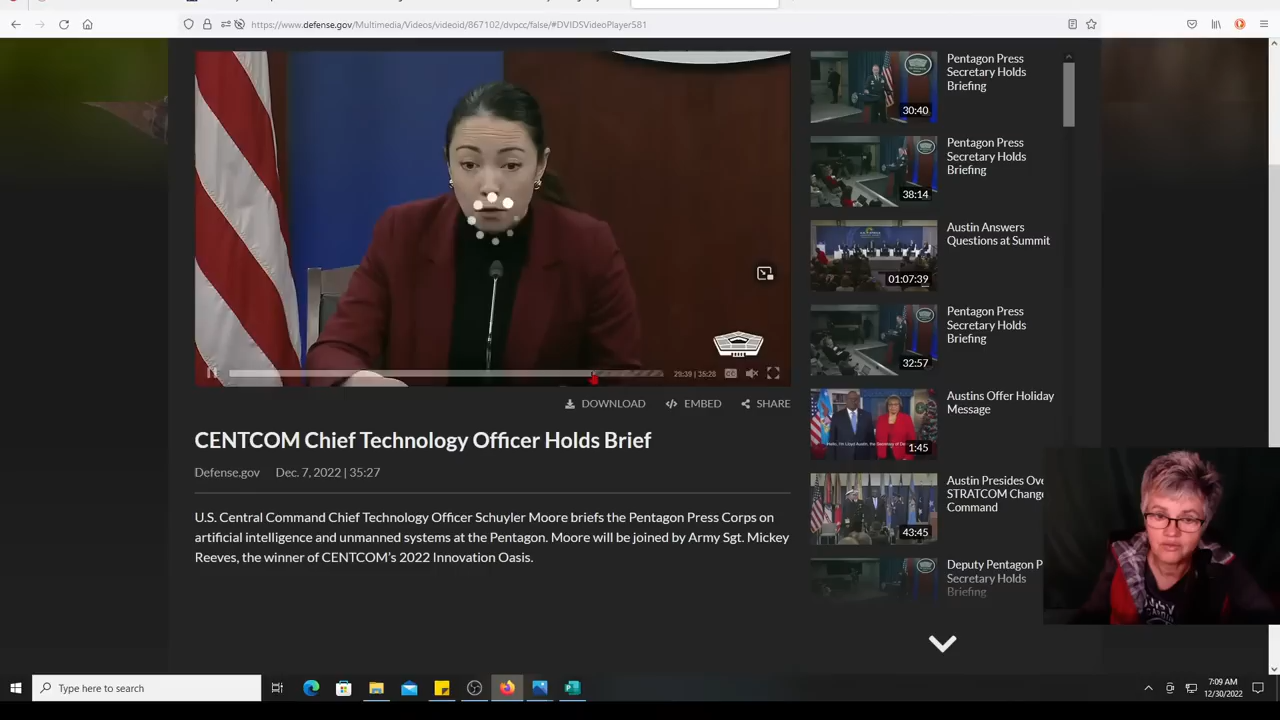 https://www.defense.gov/Multimedia/Videos/videoid/867102/dvpcc/false/#DVIDSVideoPlayer581
29:39 | 35:28
CC
DOWNLOAD
EMBED
SHARE
CENTCOM Chief Technology Officer Holds Brief
Defense.gov Dec. 7, 2022 | 35:27
U.S. Central Command Chief Technology Officer Schuyler Moore briefs the Pentagon Press Corps on
artificial intelligence and unmanned systems at the Pentagon. Moore will be joined by Army Sgt. Mickey
Reeves, the winner of CENTCOM's 2022 Innovation Oasis.
Pentagon Press
Secretary Holds
Briefing
30:40
Pentagon Press
Secretary Holds
Briefing
38:14
Austin Answers
Questions at Summit
01:07:39
Pentagon Press
Secretary Holds
Briefing
32:57
Austins Offer Holiday
Message
1:45
Austin Presides Ove
STRATCOM Change
Command
43:45
Deputy Pentagon P
Secretary Holds
Briefing
Type here to search
7:09 AM
12/30/2022